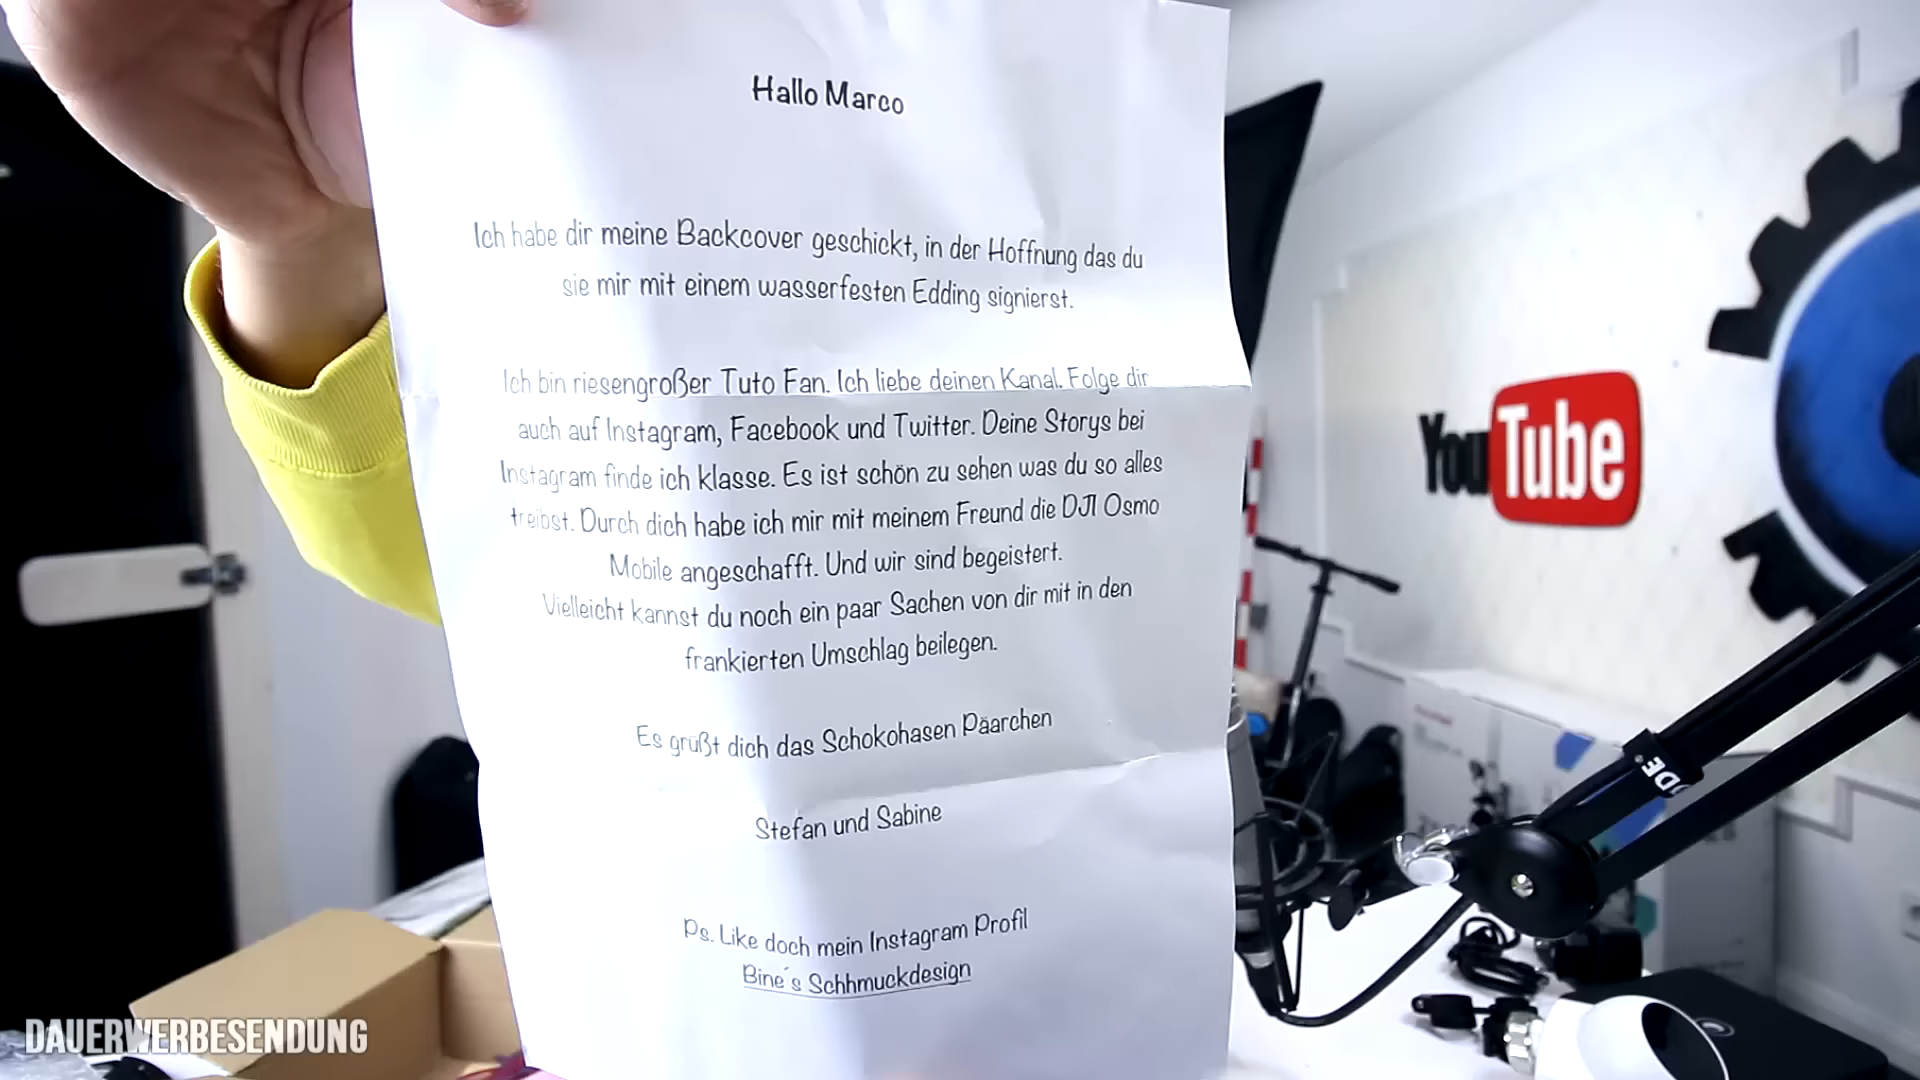 Hallo Marco
Ich habe dir meine Backcover geschickt, in der Hoffnung das du
sie mir mit einem wasserfesten Edding signierst.
Ich bin riesengroßer Tuto Fan. Ich liebe deinen Kanal. Folge dir
auch auf Instagram, Facebook und Twitter. Deine Storys bei
Instagram finde ich klasse. Es ist schön zu sehen was du so alles
treibst. Durch dich habe ich mir mit meinem Freund die DJI Osmo
Mobile angeschafft. Und wir sind begeistert.
Vielleicht kannst du noch ein paar Sachen von dir mit in den
frankierten Umschlag beilegen.
Es grüßt dich das Schokohasen Päarchen
Stefan und Sabine
Ps. Like doch mein Instagram Profil
Bine´s Schhmuckdesign
YouTube
DAUERWERBESENDUNG